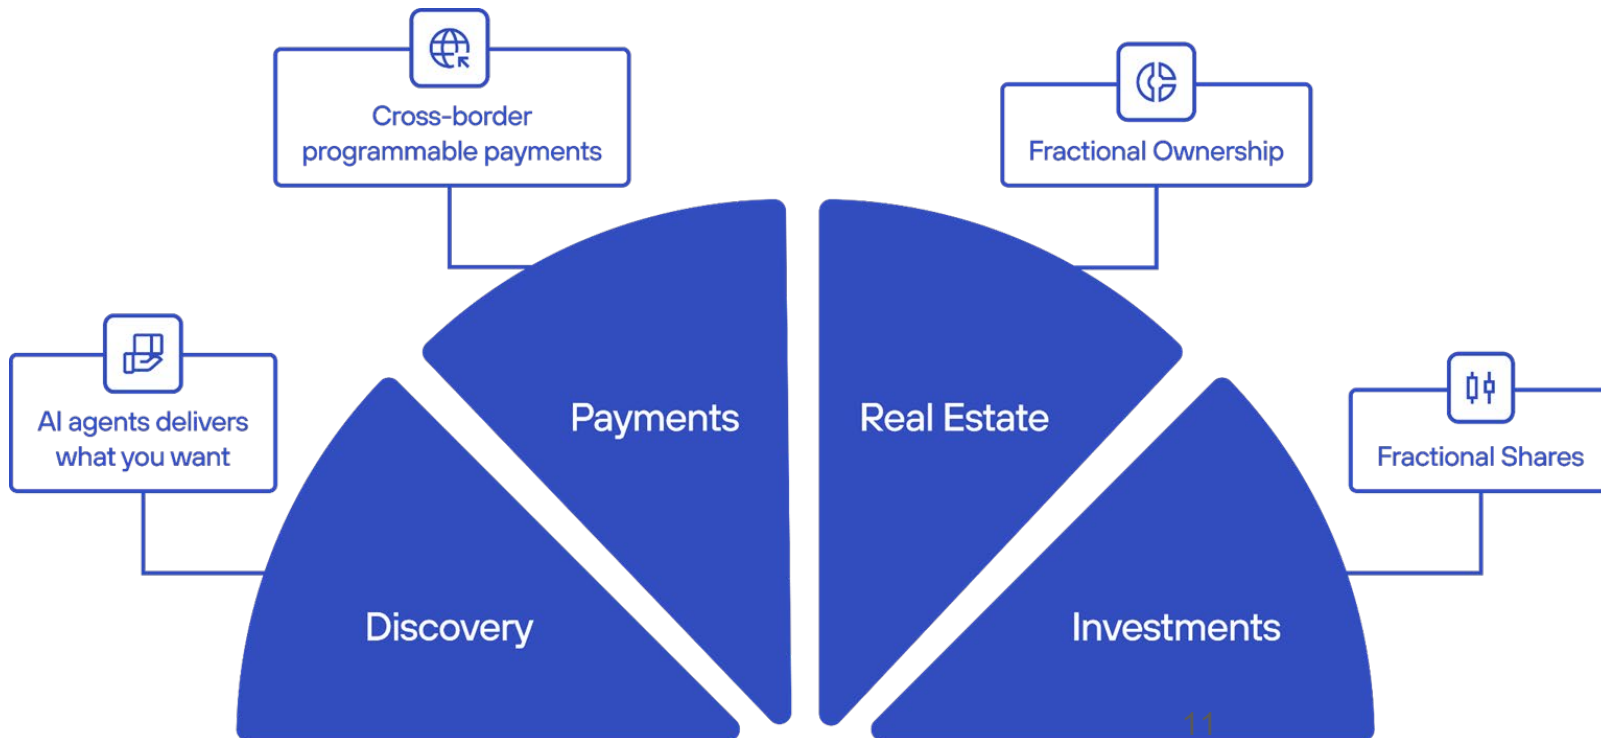 Cross-border
programmable payments
Fractional Ownership
AI agents delivers
what you want
Payments
Real Estate
Fractional Shares
Discovery
Investments
11